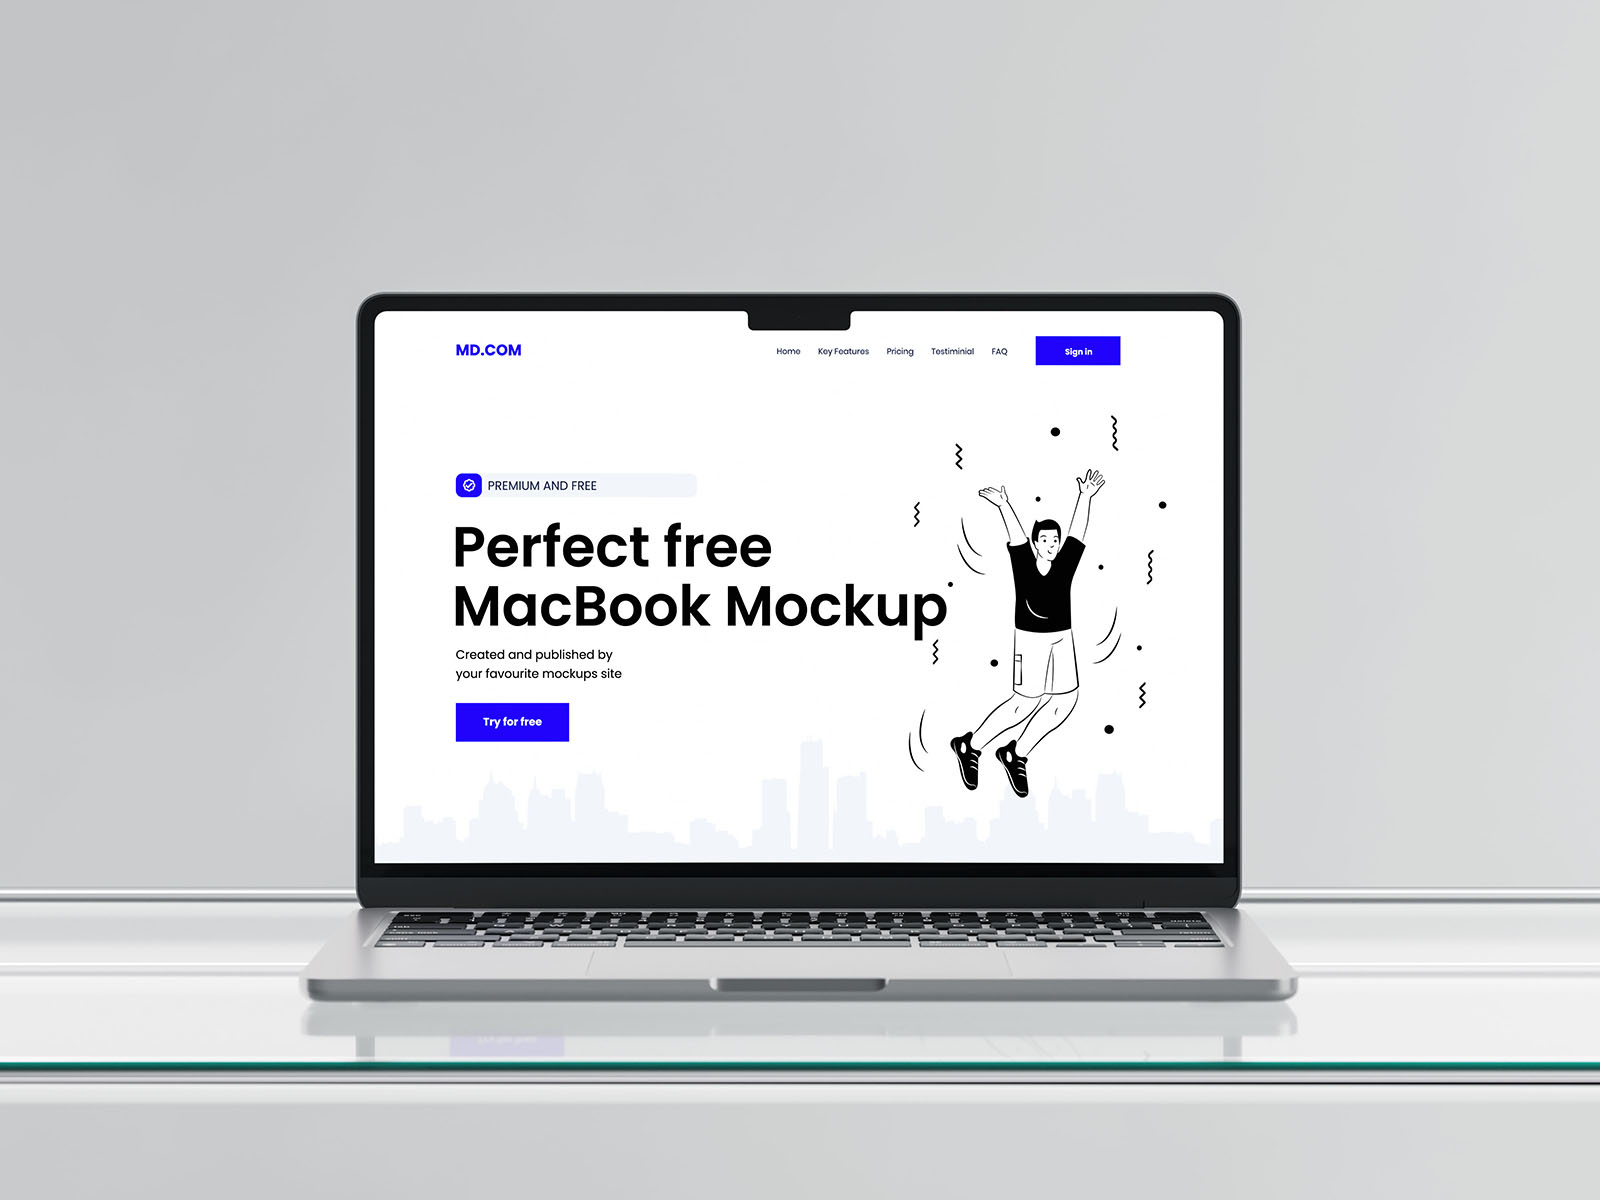 MD.COM
Home Key Features Pricing Testiminial FAQ Sign in
PREMIUM AND FREE
Perfect free
MacBook Mockup
Created and published by
your favourite mockups site
Try for free